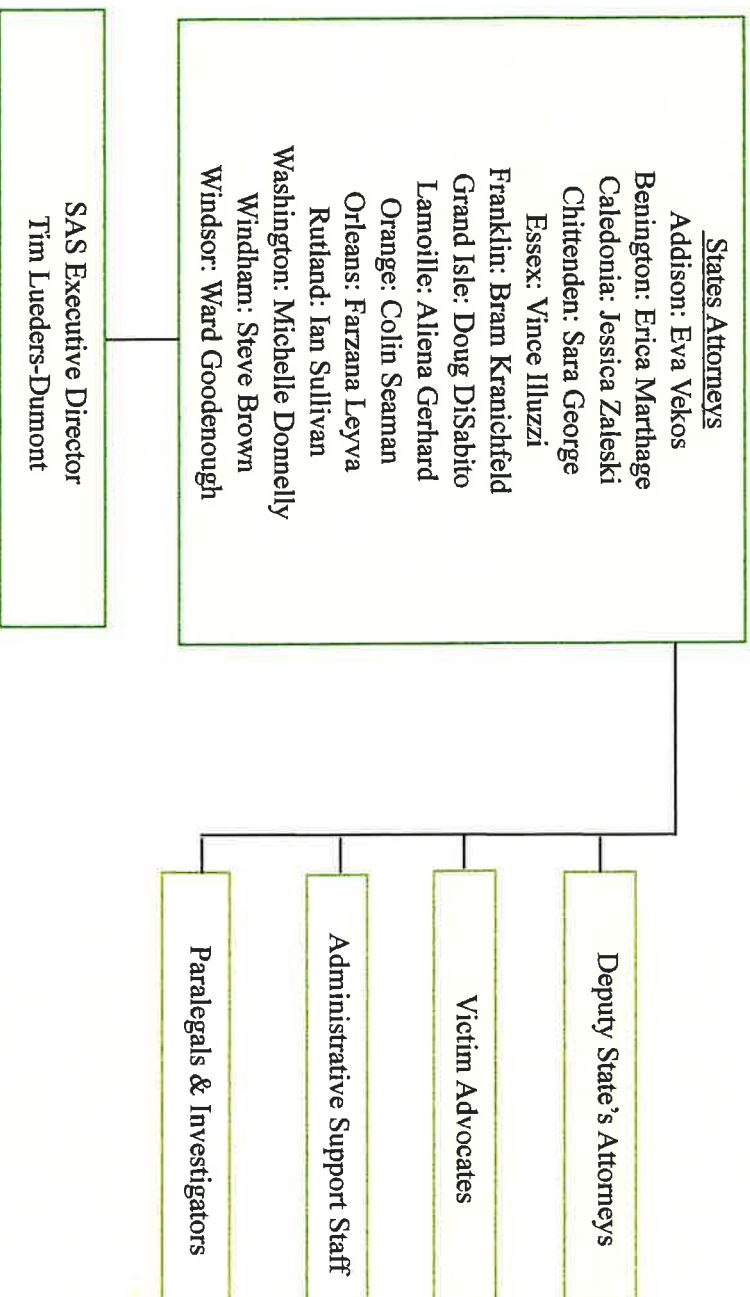 States Attorneys
Addison: Eva Vekos
Benington: Erica Marthage
Caledonia: Jessica Zaleski
Chittenden: Sara George
Essex: Vince Illuzzi
Franklin: Bram Kranichfeld
Grand Isle: Doug DiSabito
Lamoille: Aliena Gerhard
Orange: Colin Seaman
Orleans: Farzana Leyva
Rutland: Ian Sullivan
Washington: Michelle Donnelly
Windham: Steve Brown
Windsor: Ward Goodenough
SAS Executive Director
Tim Lueders-Dumont
Deputy State’s Attorneys
Victim Advocates
Administrative Support Staff
Paralegals & Investigators